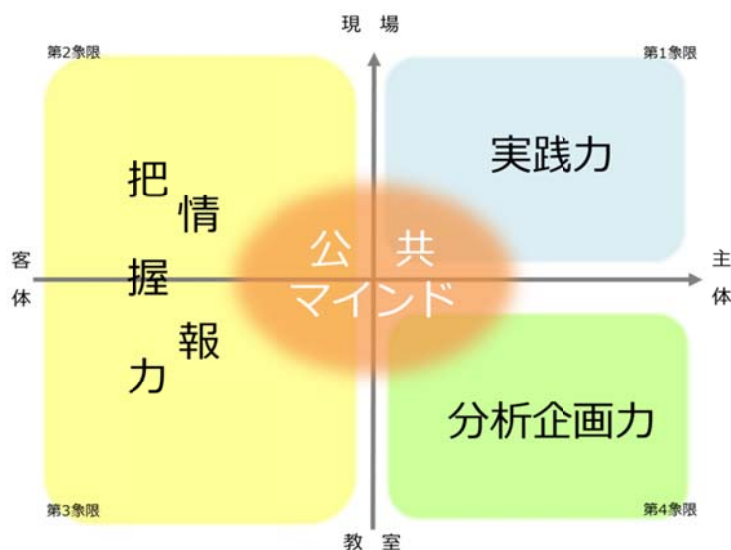 現 場
第2象限
第1象限
実践力
情報
把握力
公 共
マインド
客体
主体
分析企画力
第3象限
第4象限
教 室